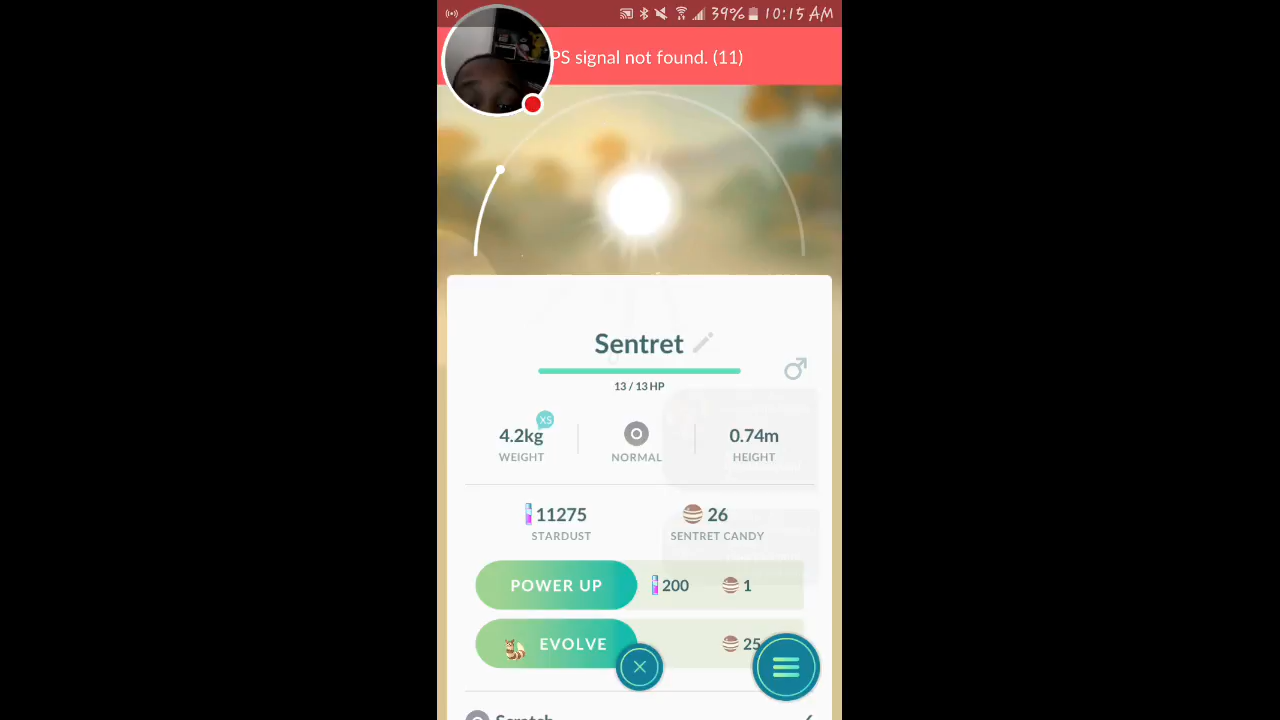 39% 10:15 AM
PS signal not found. (11)
Sentret
13 / 13 HP
XS
4.2kg
WEIGHT
NORMAL
0.74m
HEIGHT
11275
STARDUST
26
SENTRET CANDY
POWER UP 200 1
EVOLVE 25
Scratch